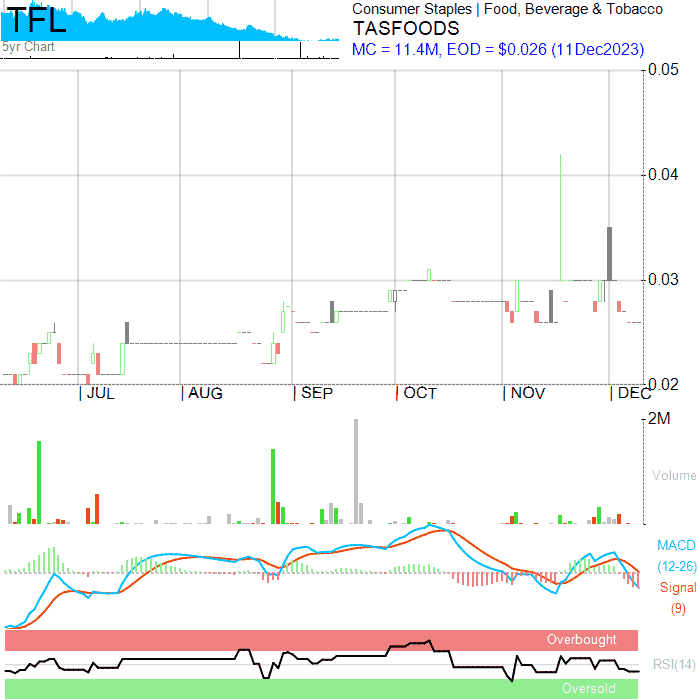 TFL
5yr Chart
Consumer Staples | Food, Beverage & Tobacco
TASFOODS
MC = 11.4M, EOD = $0.026 (11Dec2023)
0.05
0.04
0.03
0.02
JUL
AUG
SEP
OCT
NOV
DEC
2M
Volume
MACD
(12-26)
Signal
(9)
Overbought
RSI(14)
Oversold